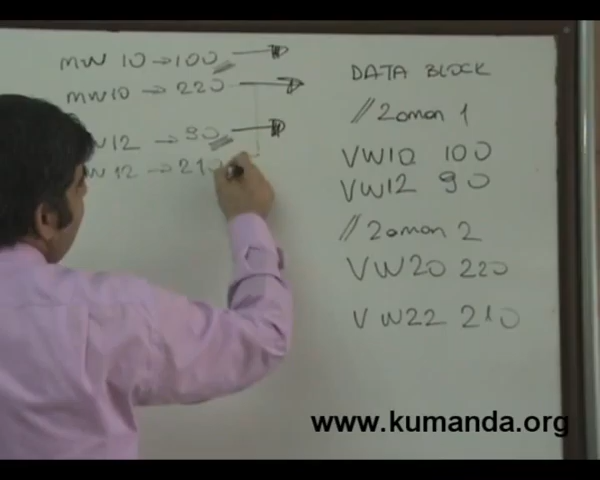 MW 10 → 100
MW10 → 220
W12 → 90
W 12 → 210
DATA BLOCK
// Zaman 1
VW10 100
VW12 90
// Zaman 2
VW20 220
VW22 210
www.kumanda.org